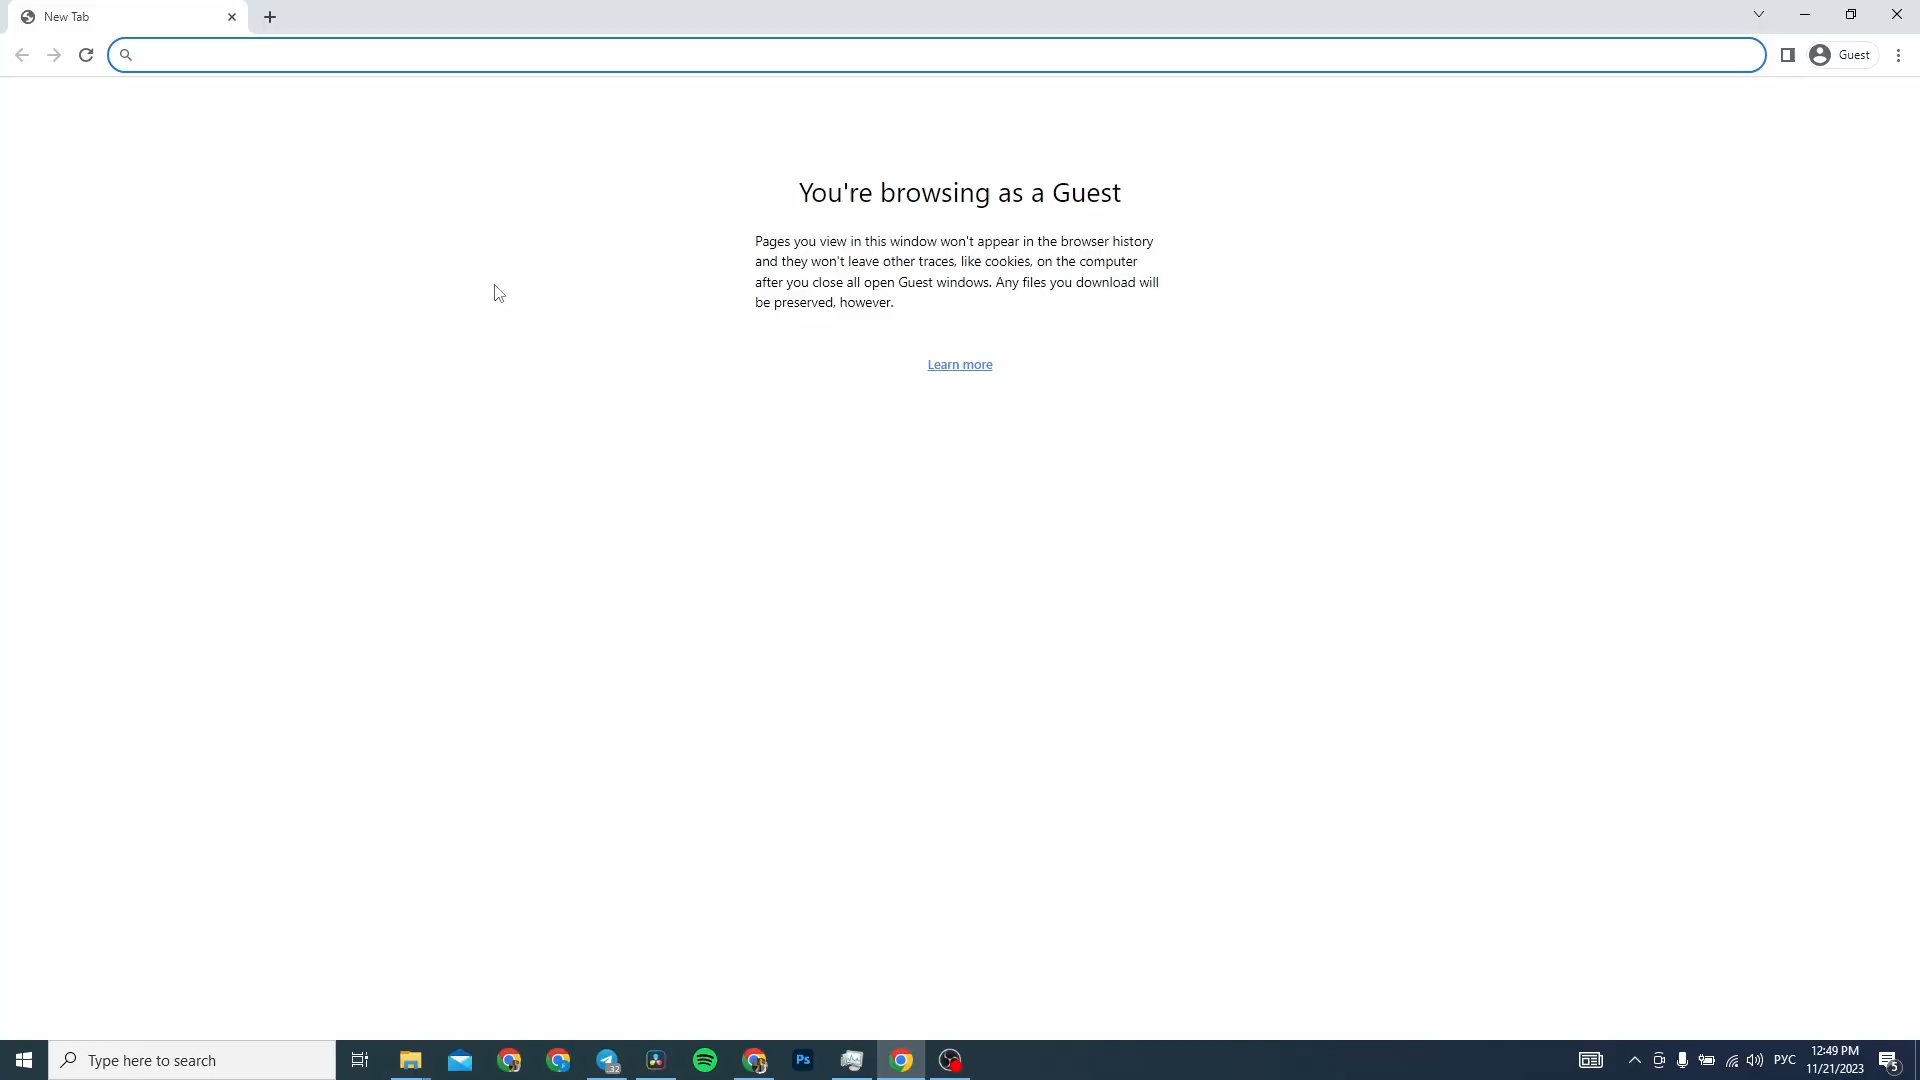 New Tab
Guest
You're browsing as a Guest
Pages you view in this window won't appear in the browser history
and they won't leave other traces, like cookies, on the computer
after you close all open Guest windows. Any files you download will
be preserved, however.
Learn more
Type here to search
32
Ps
РУС
12:49 PM
11/21/2023
5